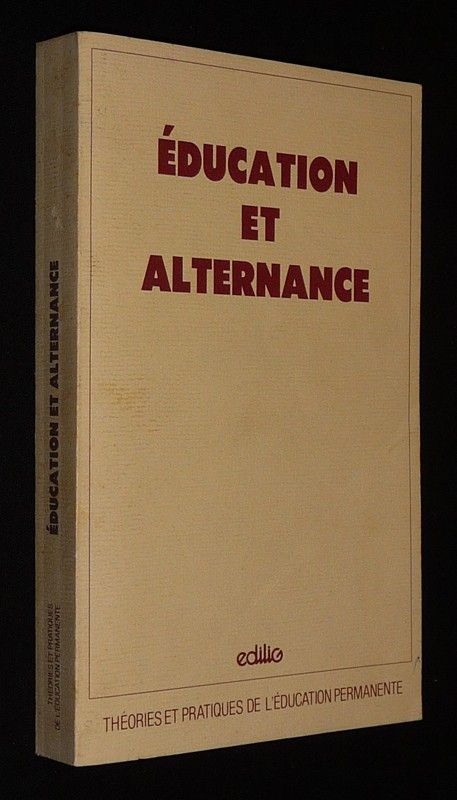 ÉDUCATION
ET
ALTERNANCE
edilig
THÉORIES ET PRATIQUES DE L'ÉDUCATION PERMANENTE
ÉDUCATION ET ALTERNANCE
THÉORIES ET PRATIQUES
DE L'ÉDUCATION PERMANENTE